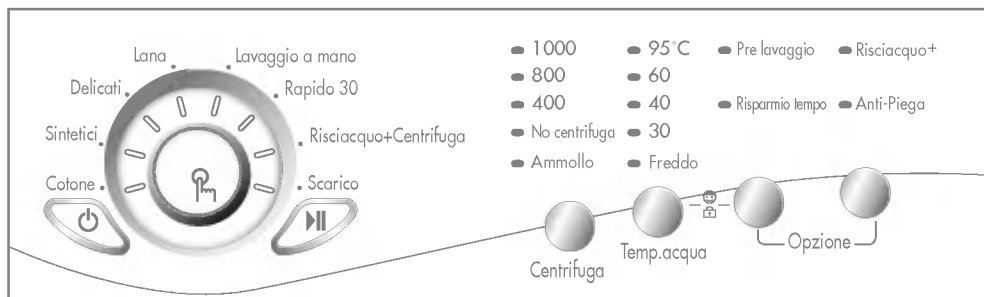 Lana
Lavaggio a mano
Delicati
Rapido 30
Sintetici
Risciacquo+Centrifuga
Cotone
Scarico
1000
800
400
No centrifuga
Ammollo
95°C
60
40
30
Freddo
Pre lavaggio
Risciacquo+
Risparmio tempo
Anti-Piega
Centrifuga
Temp.acqua
Opzione